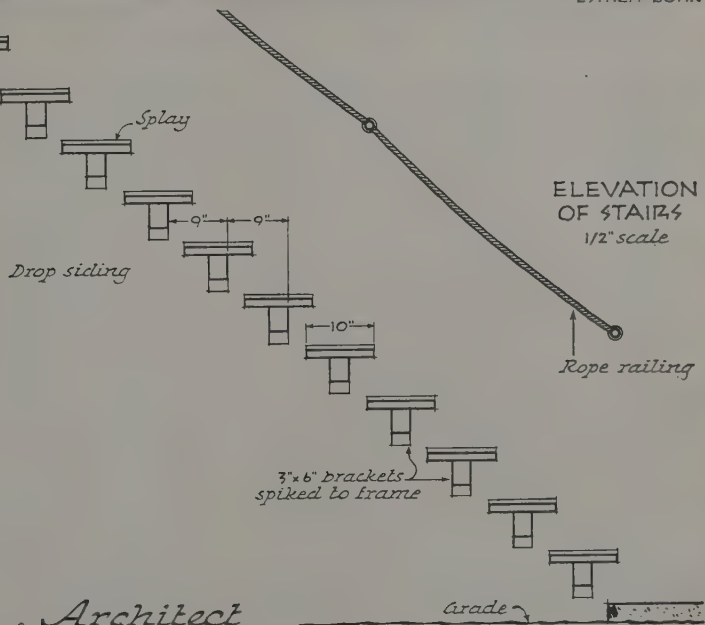 Splay
ELEVATION
OF STAIRS
1/2" scale
9" 9"
Drop siding
10"
Rope railing
3"x6" brackets
spiked to frame
Architect
Grade